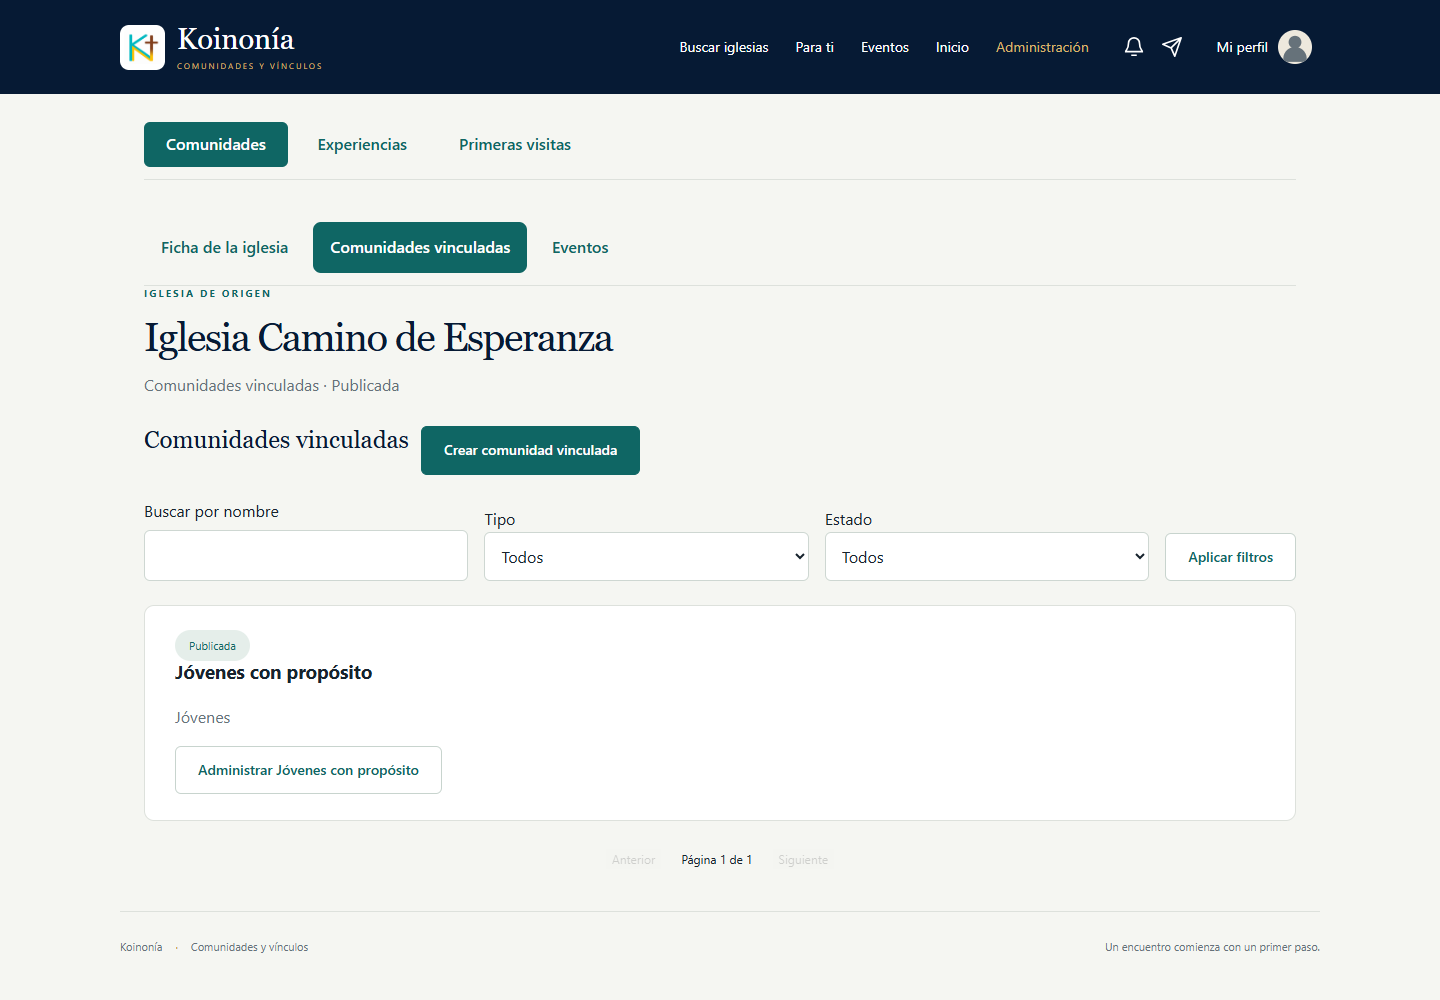 Koinonía
COMUNIDADES Y VÍNCULOS
Buscar iglesias
Para ti
Eventos
Inicio
Administración
Mi perfil
Comunidades
Experiencias
Primeras visitas
Ficha de la iglesia
Comunidades vinculadas
Eventos
IGLESIA DE ORIGEN
Iglesia Camino de Esperanza
Comunidades vinculadas · Publicada
Comunidades vinculadas
Crear comunidad vinculada
Buscar por nombre
Tipo
Estado
Todos
Todos
Aplicar filtros
Publicada
Jóvenes con propósito
Jóvenes
Administrar Jóvenes con propósito
Anterior
Página 1 de 1
Siguiente
Koinonía · Comunidades y vínculos
Un encuentro comienza con un primer paso.